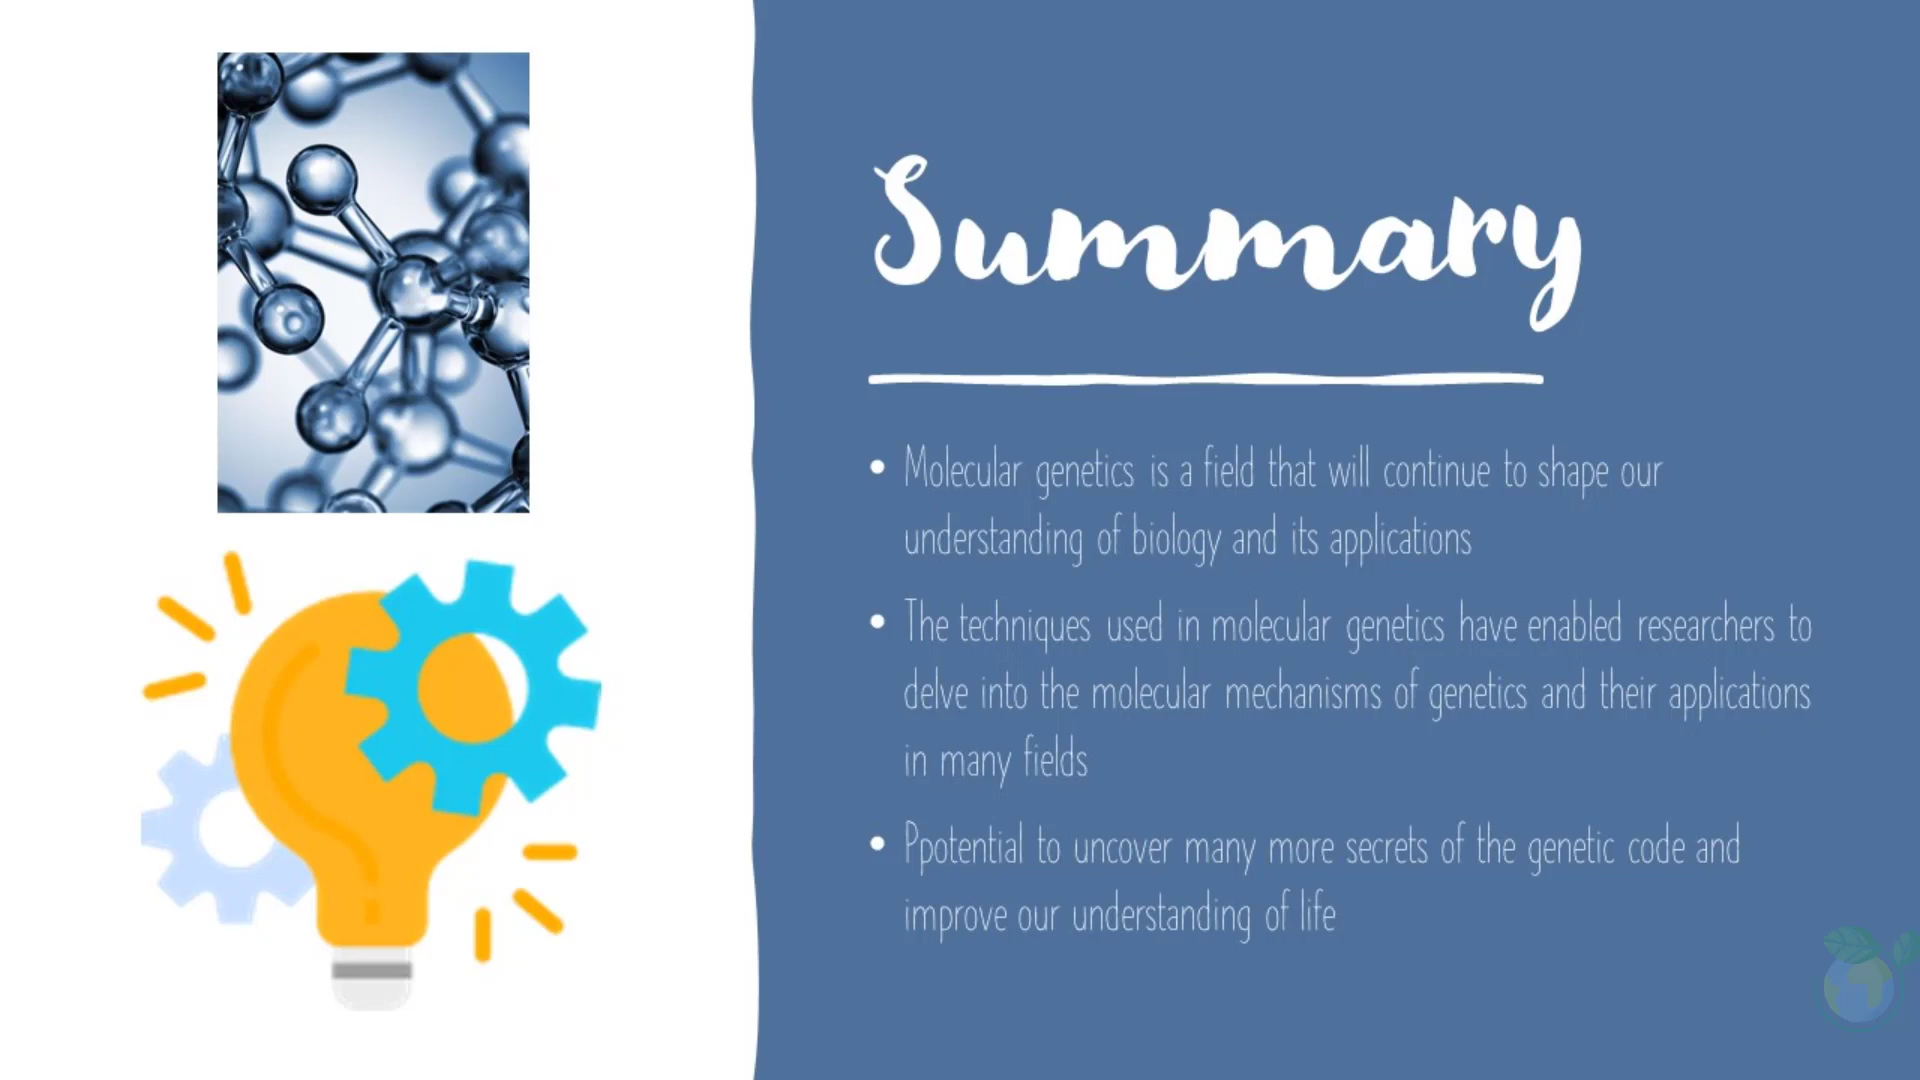 Summary
• Molecular genetics is a field that will continue to shape our
understanding of biology and its applications
• The techniques used in molecular genetics have enabled researchers to
delve into the molecular mechanisms of genetics and their applications
in many fields
• Ppotential to uncover many more secrets of the genetic code and
improve our understanding of life